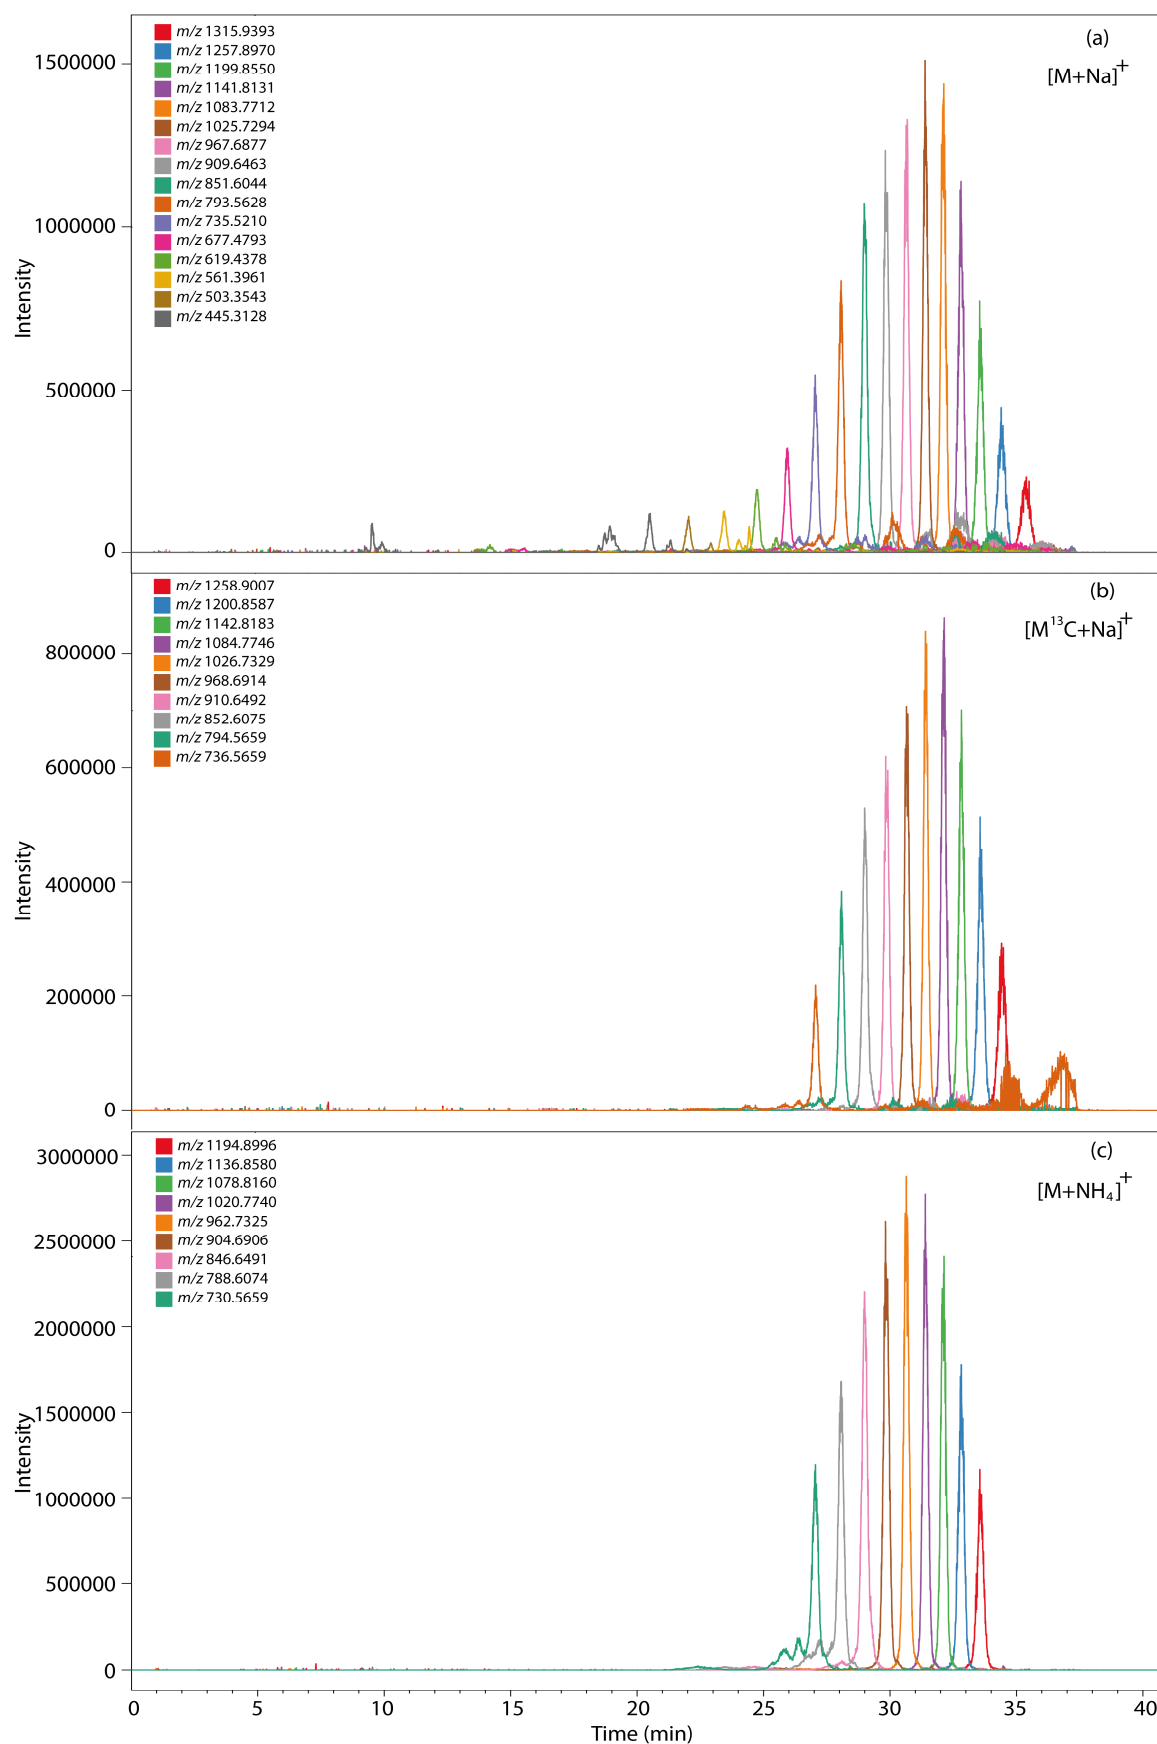 (a)
[M+Na]+
m/z 1315.9393
m/z 1257.8970
m/z 1199.8550
m/z 1141.8131
m/z 1083.7712
m/z 1025.7294
m/z 967.6877
m/z 909.6463
m/z 851.6044
m/z 793.5628
m/z 735.5210
m/z 677.4793
m/z 619.4378
m/z 561.3961
m/z 503.3543
m/z 445.3128
Intensity
1500000
1000000
500000
0
(b)
[M¹³C+Na]+
m/z 1258.9007
m/z 1200.8587
m/z 1142.8183
m/z 1084.7746
m/z 1026.7329
m/z 968.6914
m/z 910.6492
m/z 852.6075
m/z 794.5659
m/z 736.5659
Intensity
800000
600000
400000
200000
0
(c)
[M+NH₄]+
m/z 1194.8996
m/z 1136.8580
m/z 1078.8160
m/z 1020.7740
m/z 962.7325
m/z 904.6906
m/z 846.6491
m/z 788.6074
m/z 730.5659
Intensity
3000000
2500000
2000000
1500000
1000000
500000
0
0 5 10 15 20 25 30 35 40
Time (min)